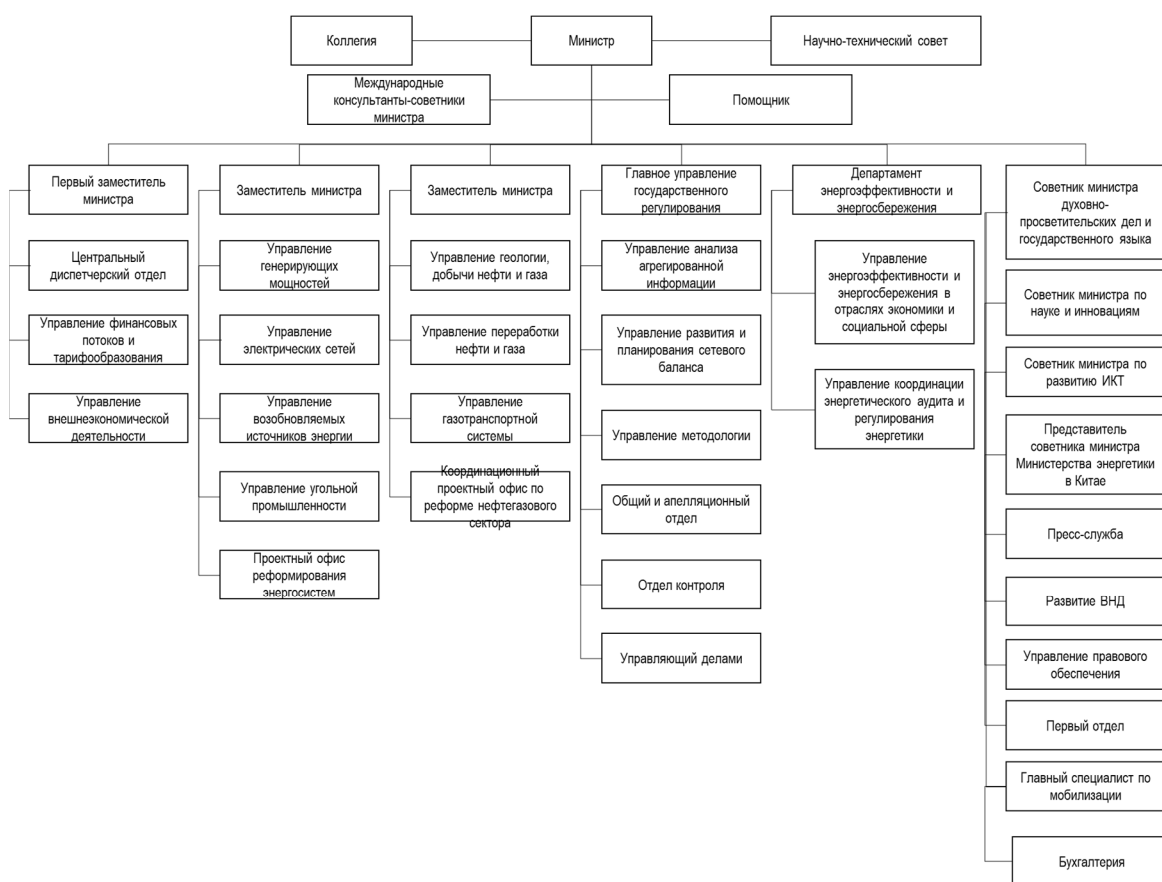 Коллегия
Министр
Научно-технический совет
Международные
консультанты-советники
министра
Помощник
Первый заместитель
министра
Центральный
диспетчерский отдел
Управление финансовых
потоков и
тарифообразования
Управление
внешнеэкономической
деятельности
Заместитель министра
Управление
генерирующих
мощностей
Управление
электрических сетей
Управление
возобновляемых
источников энергии
Управление угольной
промышленности
Проектный офис
реформирования
энергосистем
Заместитель министра
Управление геологии,
добычи нефти и газа
Управление переработки
нефти и газа
Управление
газотранспортной
системы
Координационный
проектный офис по
реформе нефтегазового
сектора
Главное управление
государственного
регулирования
Управление анализа
агрегированной
информации
Управление развития и
планирования сетевого
баланса
Управление методологии
Общий и апелляционный
отдел
Отдел контроля
Управляющий делами
Департамент
энергоэффективности и
энергосбережения
Управление
энергоэффективности и
энергосбережения в
отраслях экономики и
социальной сферы
Управление координации
энергетического аудита и
регулирования
энергетики
Советник министра
духовно-
просветительских дел и
государственного языка
Советник министра по
науке и инновациям
Советник министра по
развитию ИКТ
Представитель
советника министра
Министерства энергетики
в Китае
Пресс-служба
Развитие ВНД
Управление правового
обеспечения
Первый отдел
Главный специалист по
мобилизации
Бухгалтерия